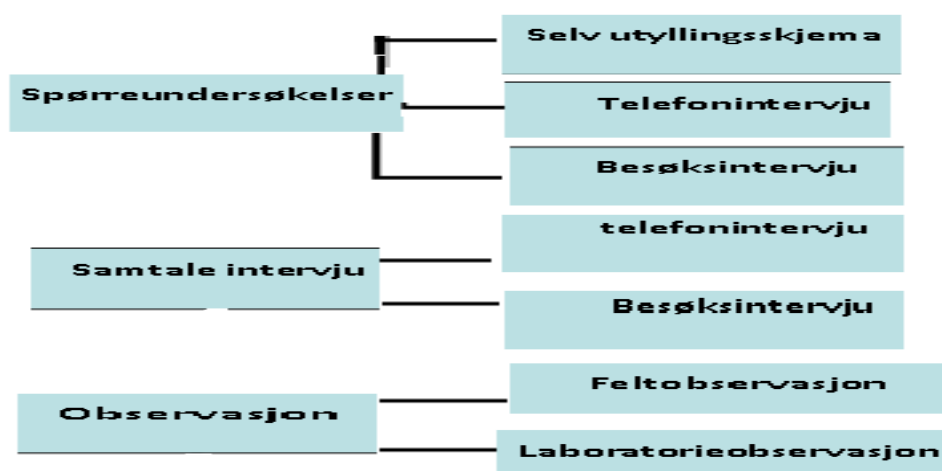 Selv utyllingsskjema
Spørreundersøkelser
Telefonintervju
Besøksintervju
telefonintervju
Samtale intervju
Besøksintervju
Feltobservasjon
Observasjon
Laboratorieobservasjon